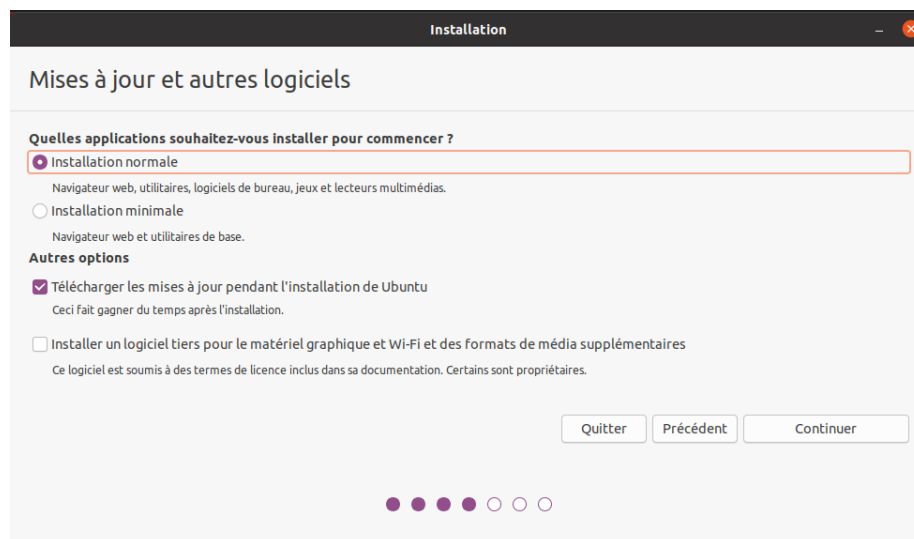 Installation
Mises à jour et autres logiciels
Quelles applications souhaitez-vous installer pour commencer ?
Installation normale
Navigateur web, utilitaires, logiciels de bureau, jeux et lecteurs multimédias.
Installation minimale
Navigateur web et utilitaires de base.
Autres options
Télécharger les mises à jour pendant l'installation de Ubuntu
Ceci fait gagner du temps après l'installation.
Installer un logiciel tiers pour le matériel graphique et Wi-Fi et des formats de média supplémentaires
Ce logiciel est soumis à des termes de licence inclus dans sa documentation. Certains sont propriétaires.
Quitter Précédent Continuer